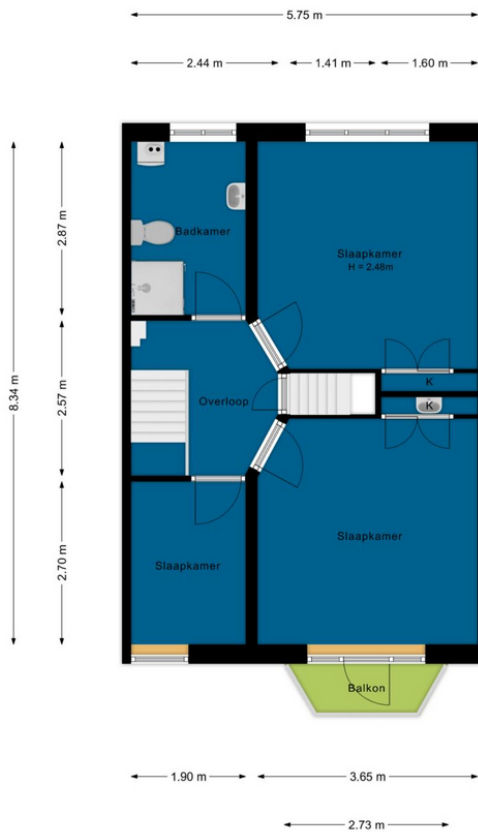 5.75 m
2.44 m
1.41 m
1.60 m
8.34 m
2.87 m
2.57 m
2.70 m
Badkamer
Slaapkamer
H = 2.48m
K
K
Overloop
Slaapkamer
Slaapkamer
Balkon
1.90 m
3.65 m
2.73 m